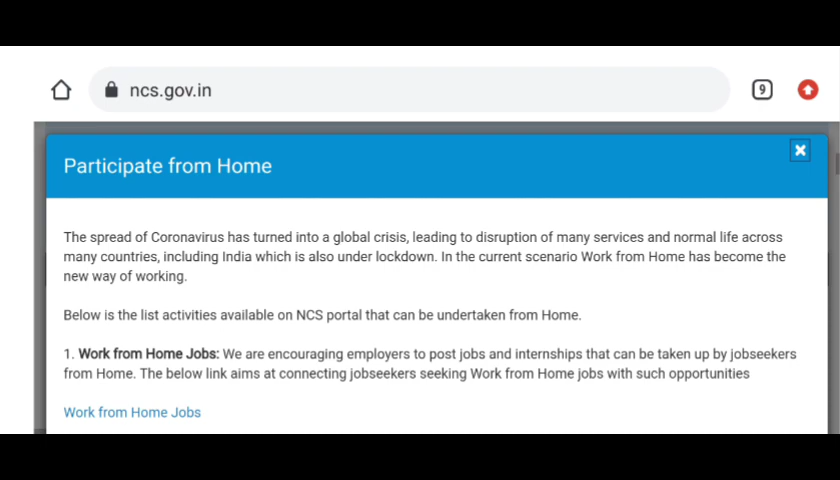 ncs.gov.in
9
Participate from Home
The spread of Coronavirus has turned into a global crisis, leading to disruption of many services and normal life across
many countries, including India which is also under lockdown. In the current scenario Work from Home has become the
new way of working.
Below is the list activities available on NCS portal that can be undertaken from Home.
1. Work from Home Jobs: We are encouraging employers to post jobs and internships that can be taken up by jobseekers
from Home. The below link aims at connecting jobseekers seeking Work from Home jobs with such opportunities
Work from Home Jobs